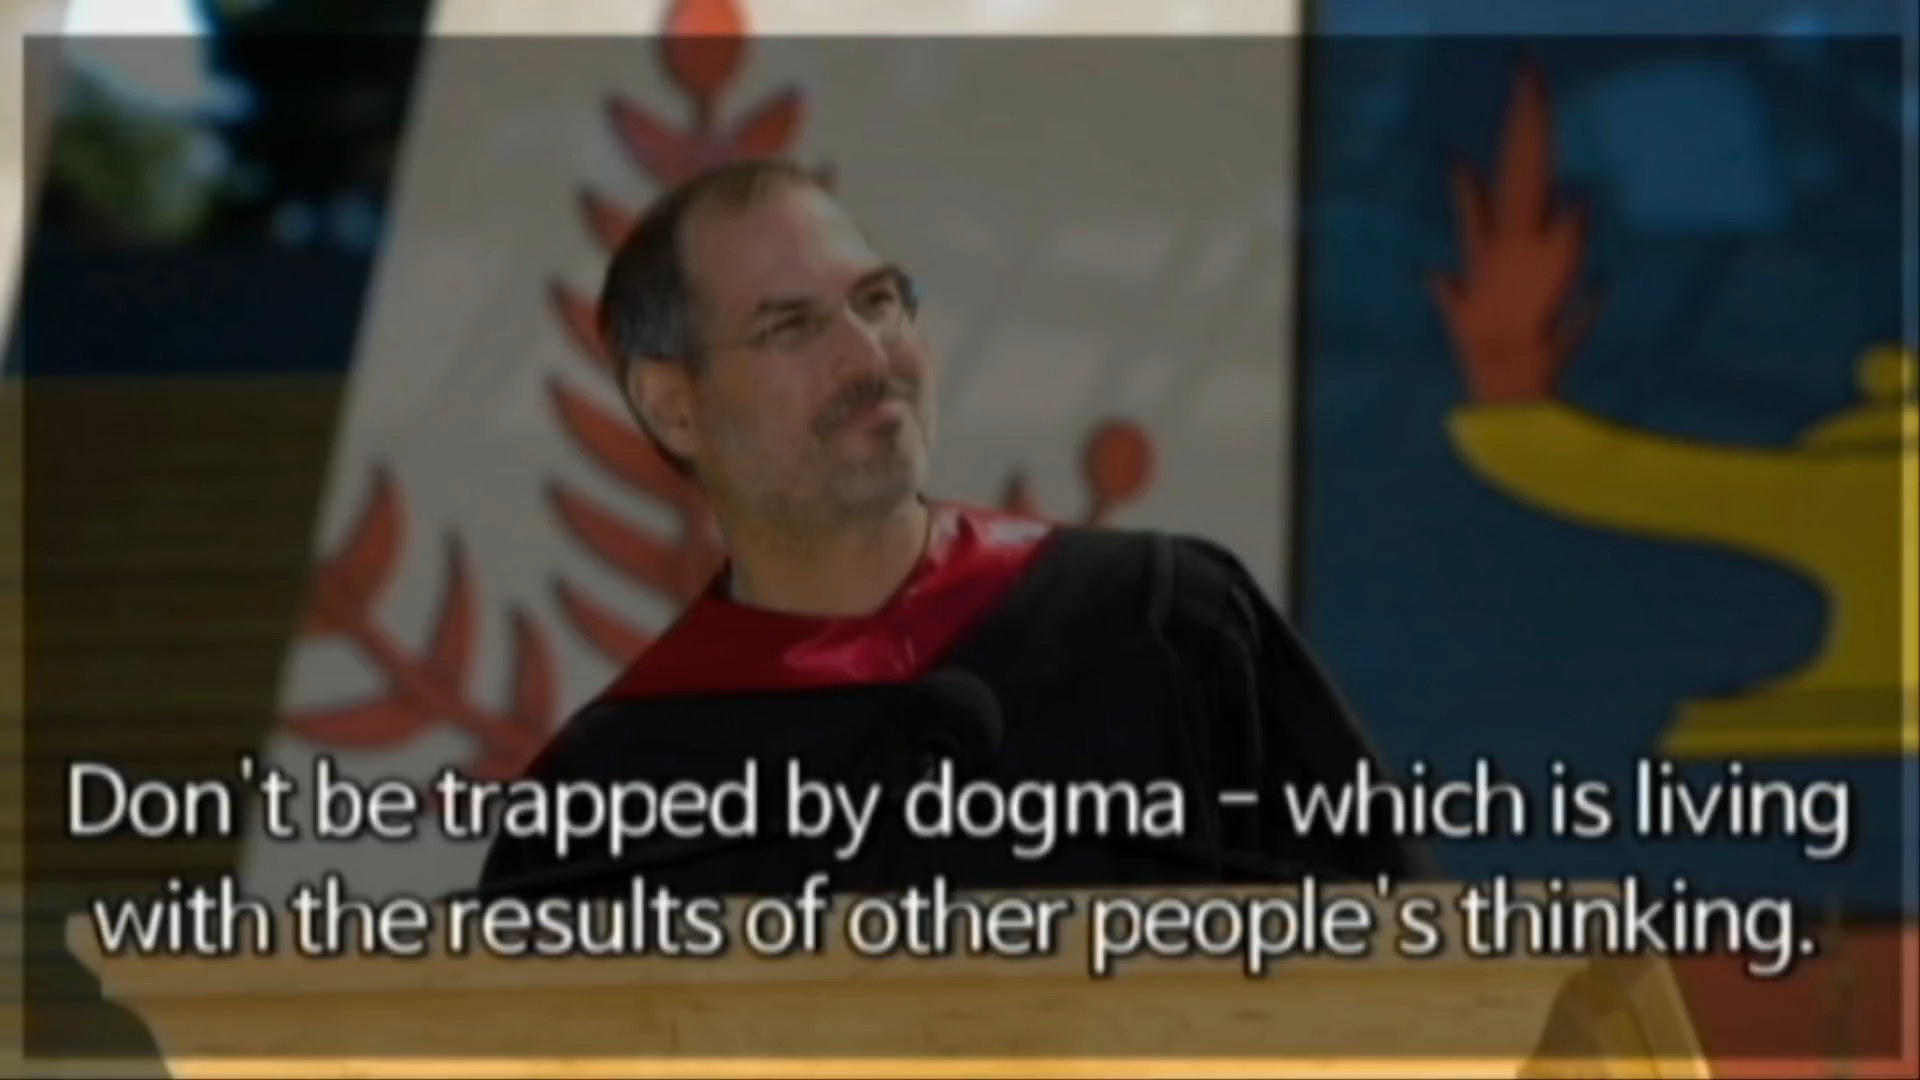 Don't be trapped by dogma - which is living
with the results of other people's thinking.